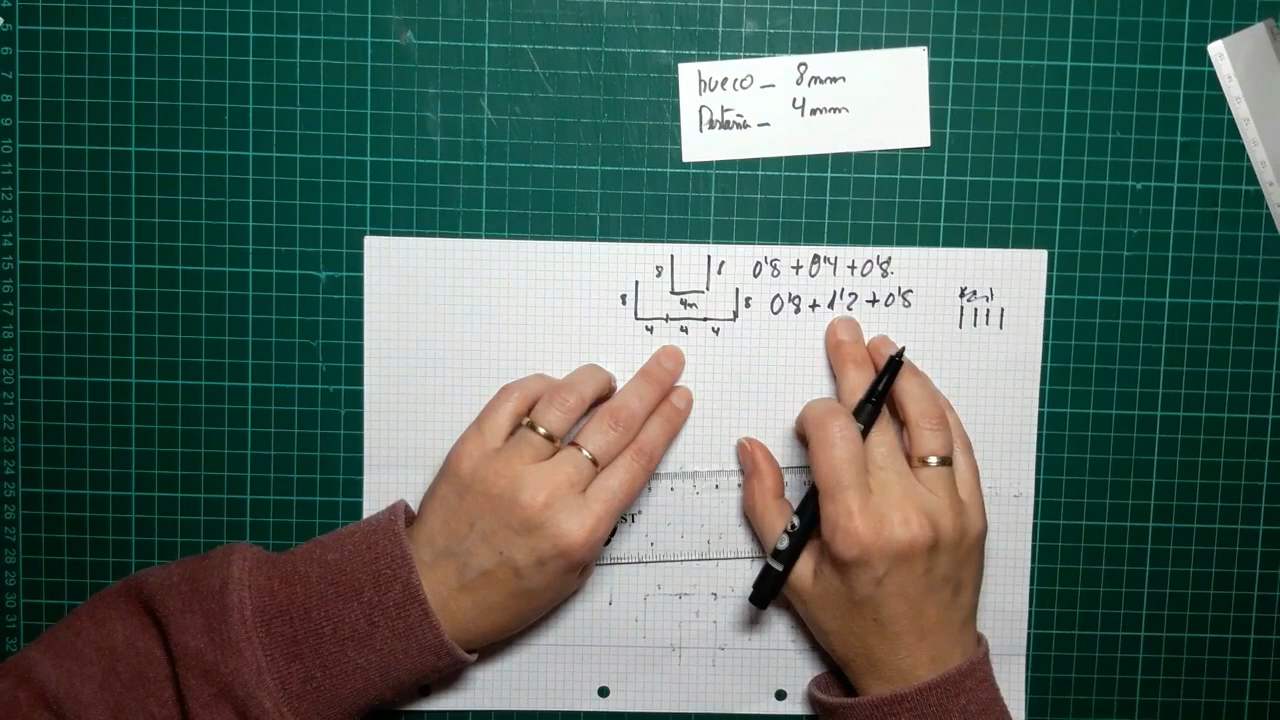 hueco - 8mm
Pestaña - 4mm
8 8 0'8 + 0'4 + 0'8.
4m
8 8 0'8 + 1'2 + 0'8
4 4 4